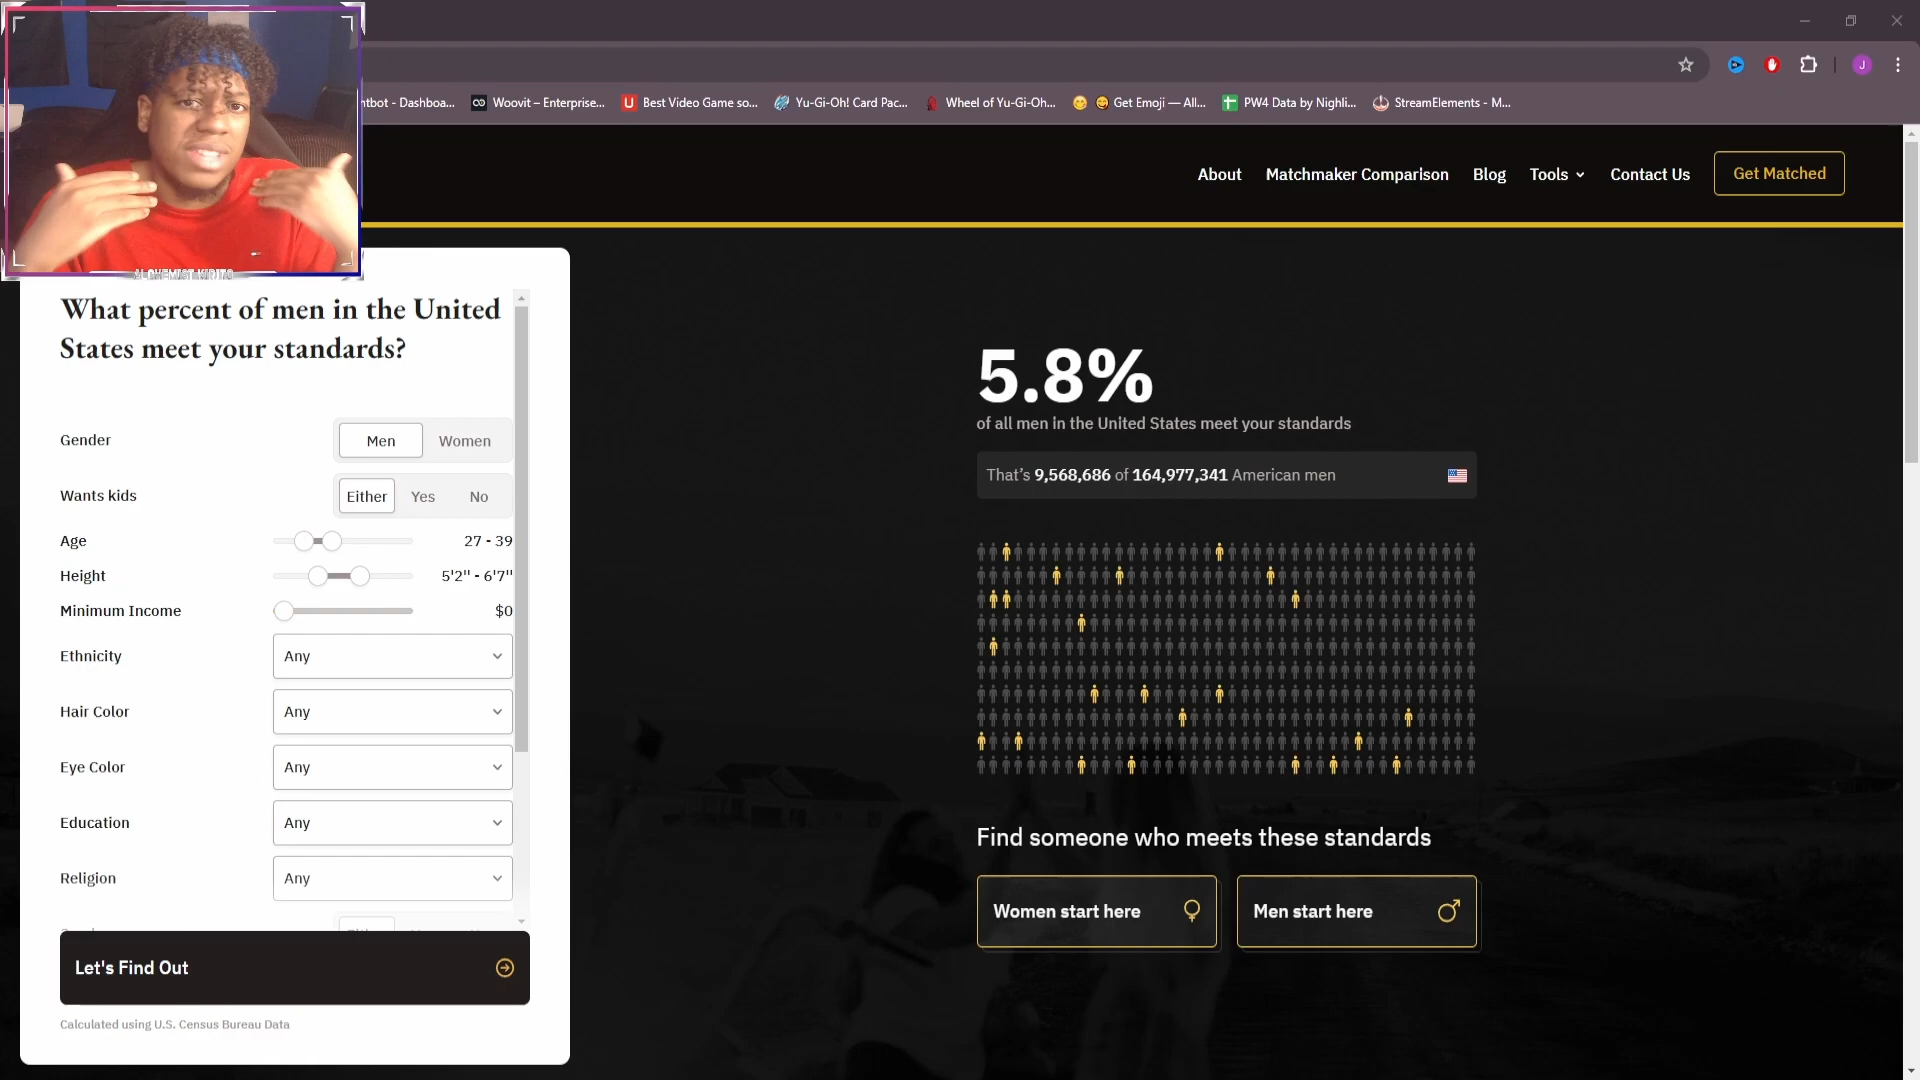 ntbot - Dashboa...
Woovit – Enterprise...
Best Video Game so...
Yu-Gi-Oh! Card Pac...
Wheel of Yu-Gi-Oh...
Get Emoji — All...
PW4 Data by Nighli...
StreamElements - M...
J
About
Matchmaker Comparison
Blog
Tools
Contact Us
Get Matched
ALCHEMIST KIRITO
What percent of men in the United
States meet your standards?
Gender
Men
Women
Wants kids
Either
Yes
No
Age
27 - 39
Height
5'2" - 6'7"
Minimum Income
$0
Ethnicity
Any
Hair Color
Any
Eye Color
Any
Education
Any
Religion
Any
Let's Find Out
Calculated using U.S. Census Bureau Data
5.8%
of all men in the United States meet your standards
That's 9,568,686 of 164,977,341 American men
Find someone who meets these standards
Women start here
Men start here